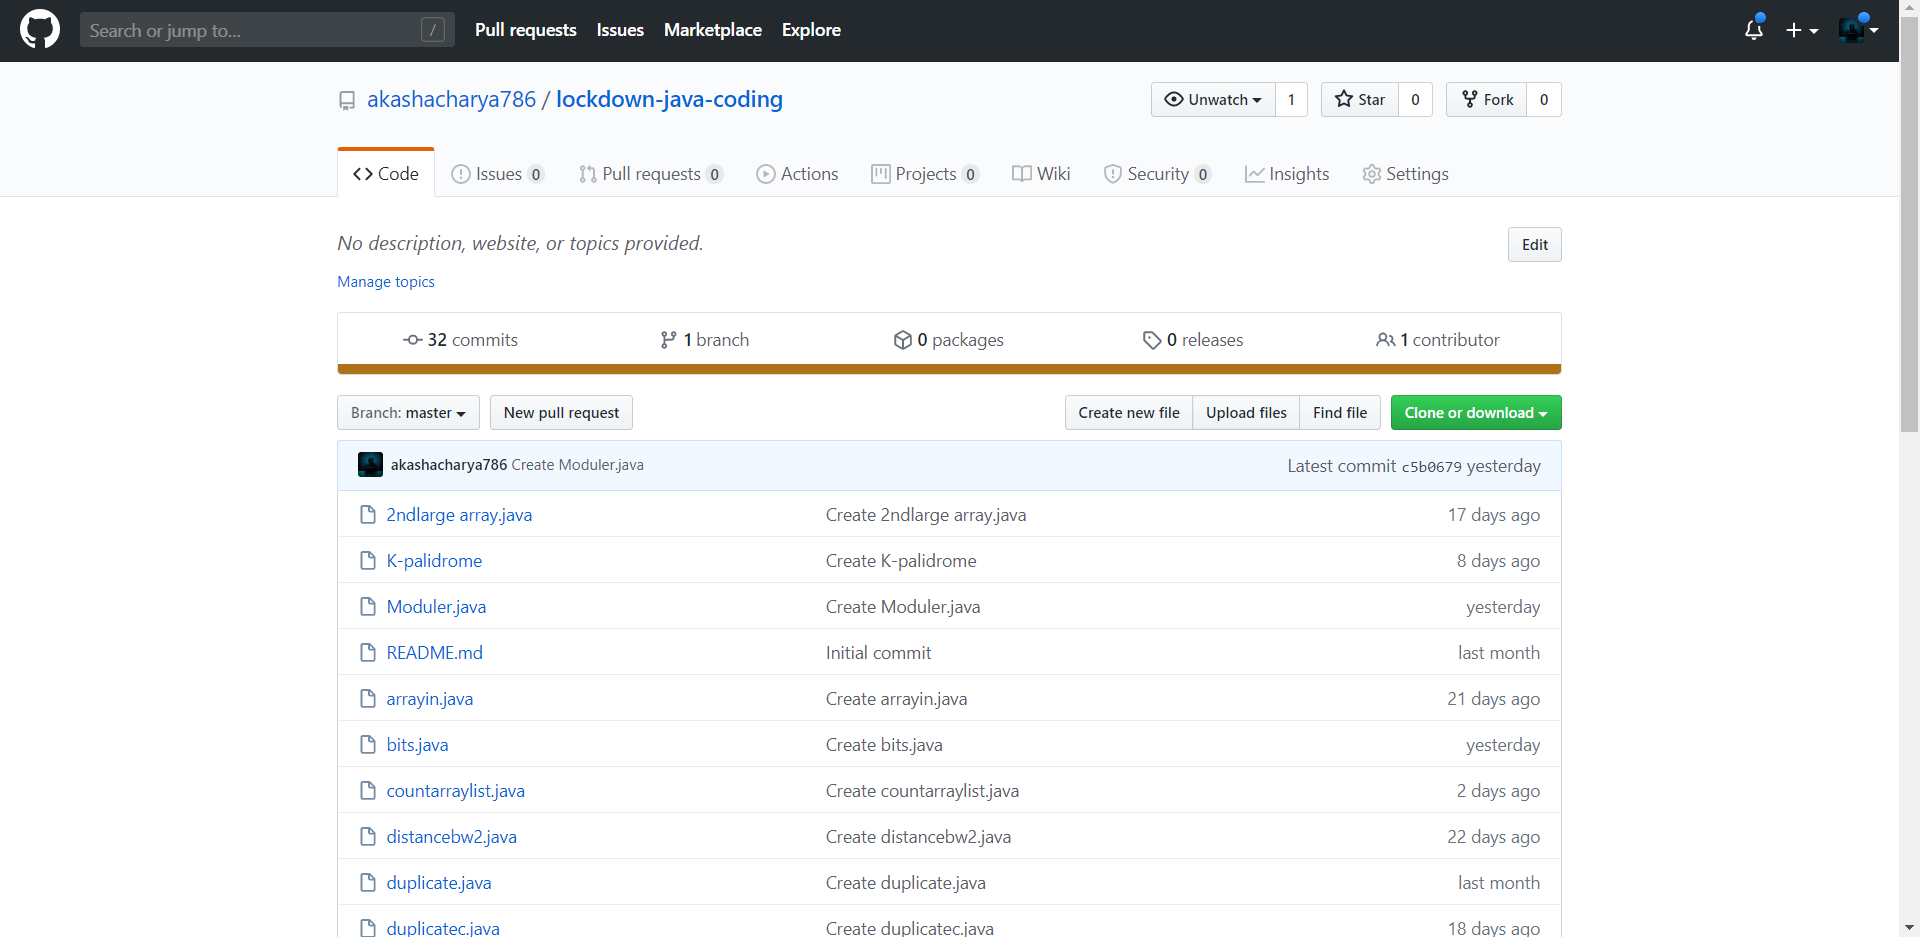 Search or jump to... /
Pull requests Issues Marketplace Explore
akashacharya786 / lockdown-java-coding
Unwatch 1 Star 0 Fork 0
Code Issues 0 Pull requests 0 Actions Projects 0 Wiki Security 0 Insights Settings
No description, website, or topics provided. Edit
Manage topics
32 commits 1 branch 0 packages 0 releases 1 contributor
Branch: master New pull request Create new file Upload files Find file Clone or download
akashacharya786 Create Moduler.java Latest commit c5b0679 yesterday
2ndlarge array.java Create 2ndlarge array.java 17 days ago
K-palidrome Create K-palidrome 8 days ago
Moduler.java Create Moduler.java yesterday
README.md Initial commit last month
arrayin.java Create arrayin.java 21 days ago
bits.java Create bits.java yesterday
countarraylist.java Create countarraylist.java 2 days ago
distancebw2.java Create distancebw2.java 22 days ago
duplicate.java Create duplicate.java last month
duplicatec.java Create duplicatec.java 18 days ago